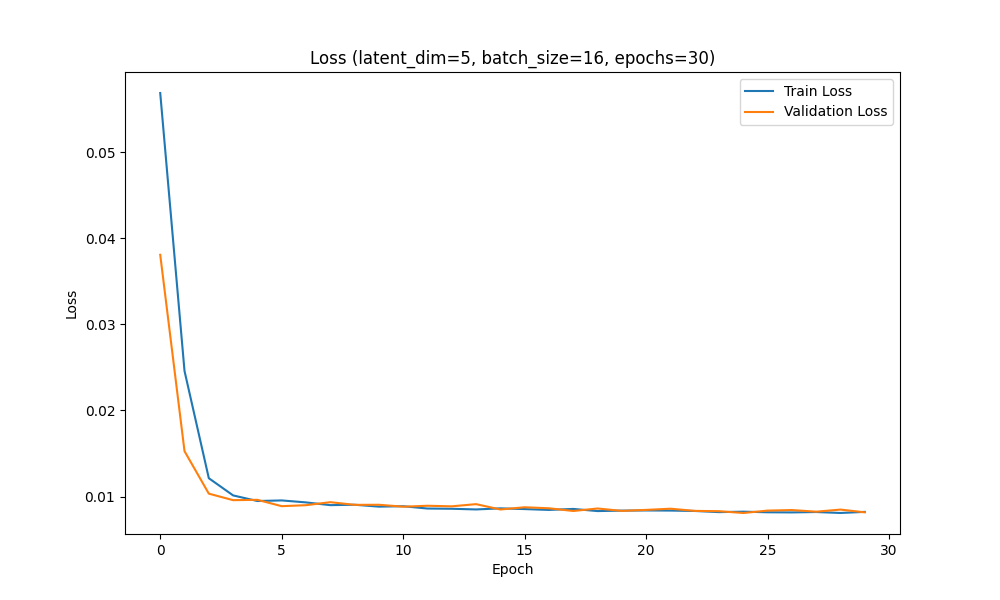 Loss (latent_dim=5, batch_size=16, epochs=30)
Train Loss
Validation Loss
0.05
0.04
0.03
0.02
0.01
Loss
0 5 10 15 20 25 30
Epoch